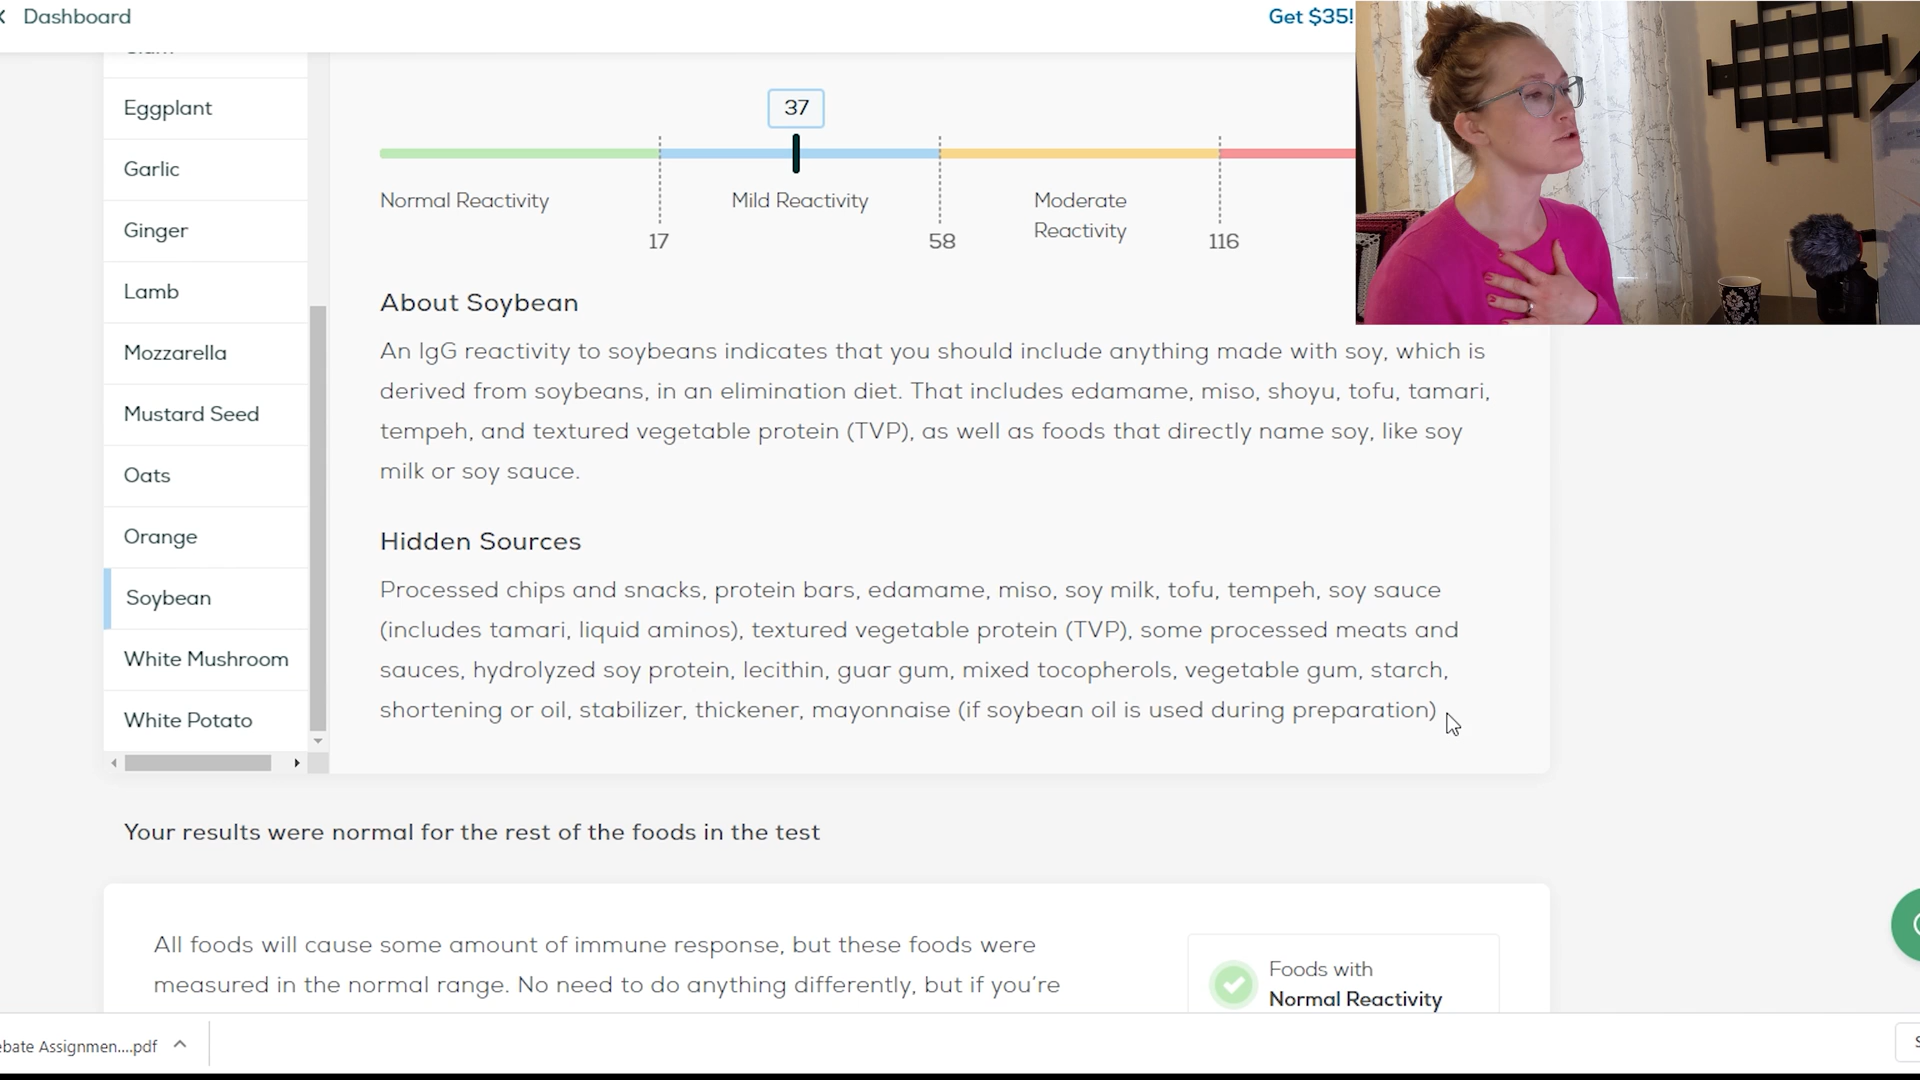 Dashboard
Get $35!
Eggplant
Garlic
Ginger
Lamb
Mozzarella
Mustard Seed
Oats
Orange
Soybean
White Mushroom
White Potato
37
Normal Reactivity
Mild Reactivity
Moderate
Reactivity
17
58
116
About Soybean
An IgG reactivity to soybeans indicates that you should include anything made with soy, which is
derived from soybeans, in an elimination diet. That includes edamame, miso, shoyu, tofu, tamari,
tempeh, and textured vegetable protein (TVP), as well as foods that directly name soy, like soy
milk or soy sauce.
Hidden Sources
Processed chips and snacks, protein bars, edamame, miso, soy milk, tofu, tempeh, soy sauce
(includes tamari, liquid aminos), textured vegetable protein (TVP), some processed meats and
sauces, hydrolyzed soy protein, lecithin, guar gum, mixed tocopherols, vegetable gum, starch,
shortening or oil, stabilizer, thickener, mayonnaise (if soybean oil is used during preparation)
Your results were normal for the rest of the foods in the test
All foods will cause some amount of immune response, but these foods were
measured in the normal range. No need to do anything differently, but if you're
Foods with
Normal Reactivity
ebate Assignmen....pdf